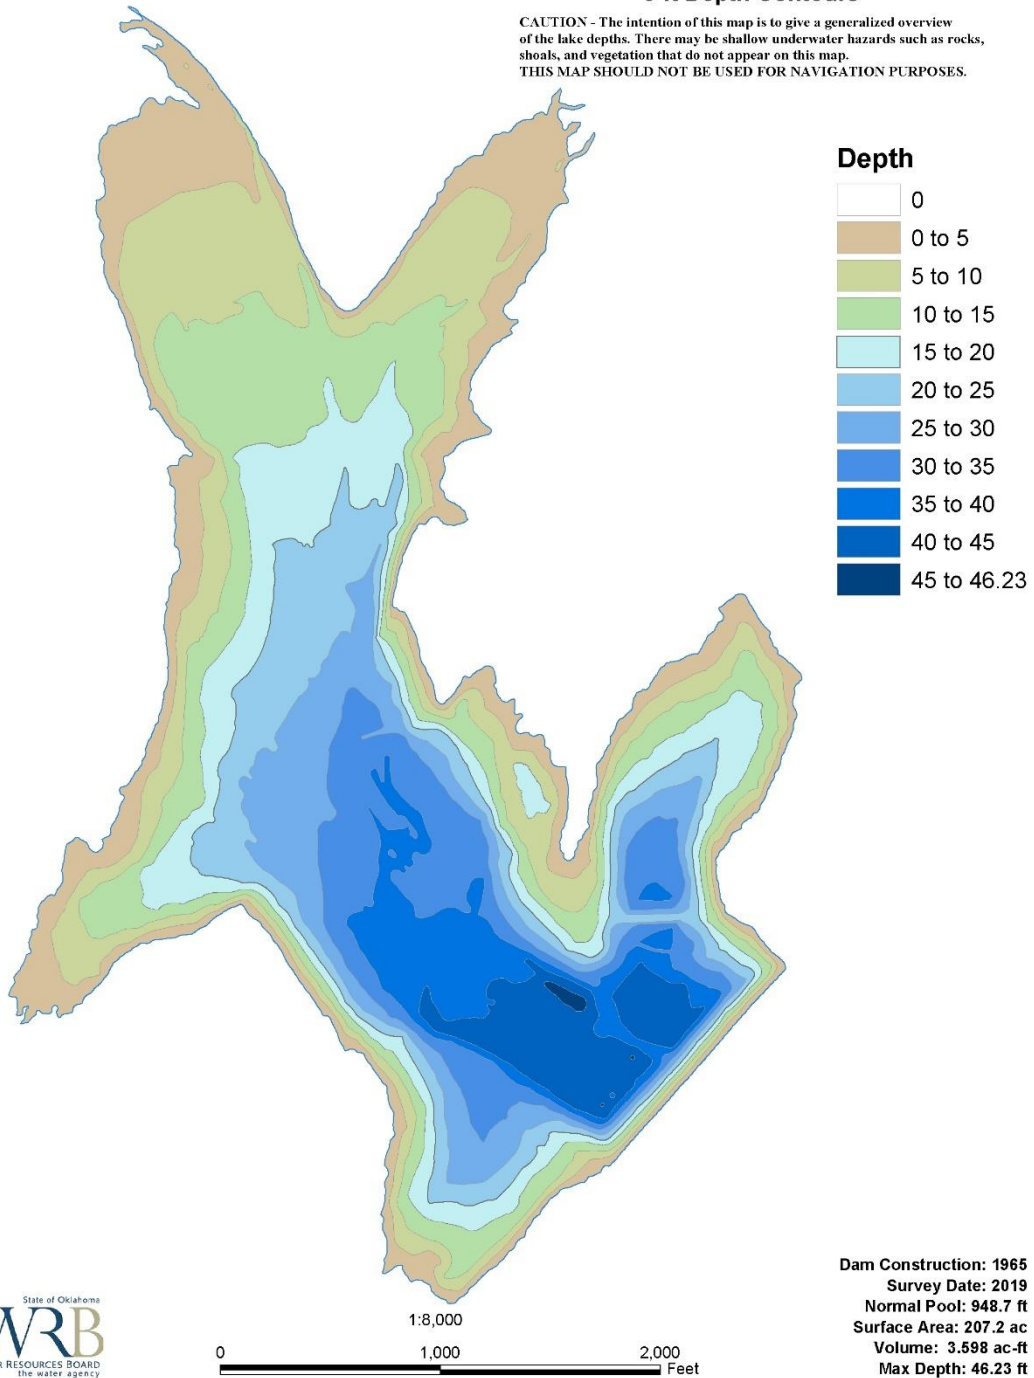 CAUTION - The intention of this map is to give a generalized overview
of the lake depths. There may be shallow underwater hazards such as rocks,
shoals, and vegetation that do not appear on this map.
THIS MAP SHOULD NOT BE USED FOR NAVIGATION PURPOSES.
Depth
0
0 to 5
5 to 10
10 to 15
15 to 20
20 to 25
25 to 30
30 to 35
35 to 40
40 to 45
45 to 46.23
Dam Construction: 1965
Survey Date: 2019
Normal Pool: 948.7 ft
Surface Area: 207.2 ac
Volume: 3.598 ac-ft
Max Depth: 46.23 ft
State of Oklahoma
WRB
RESOURCES BOARD
the water agency
1:8,000
0 1,000 2,000
Feet